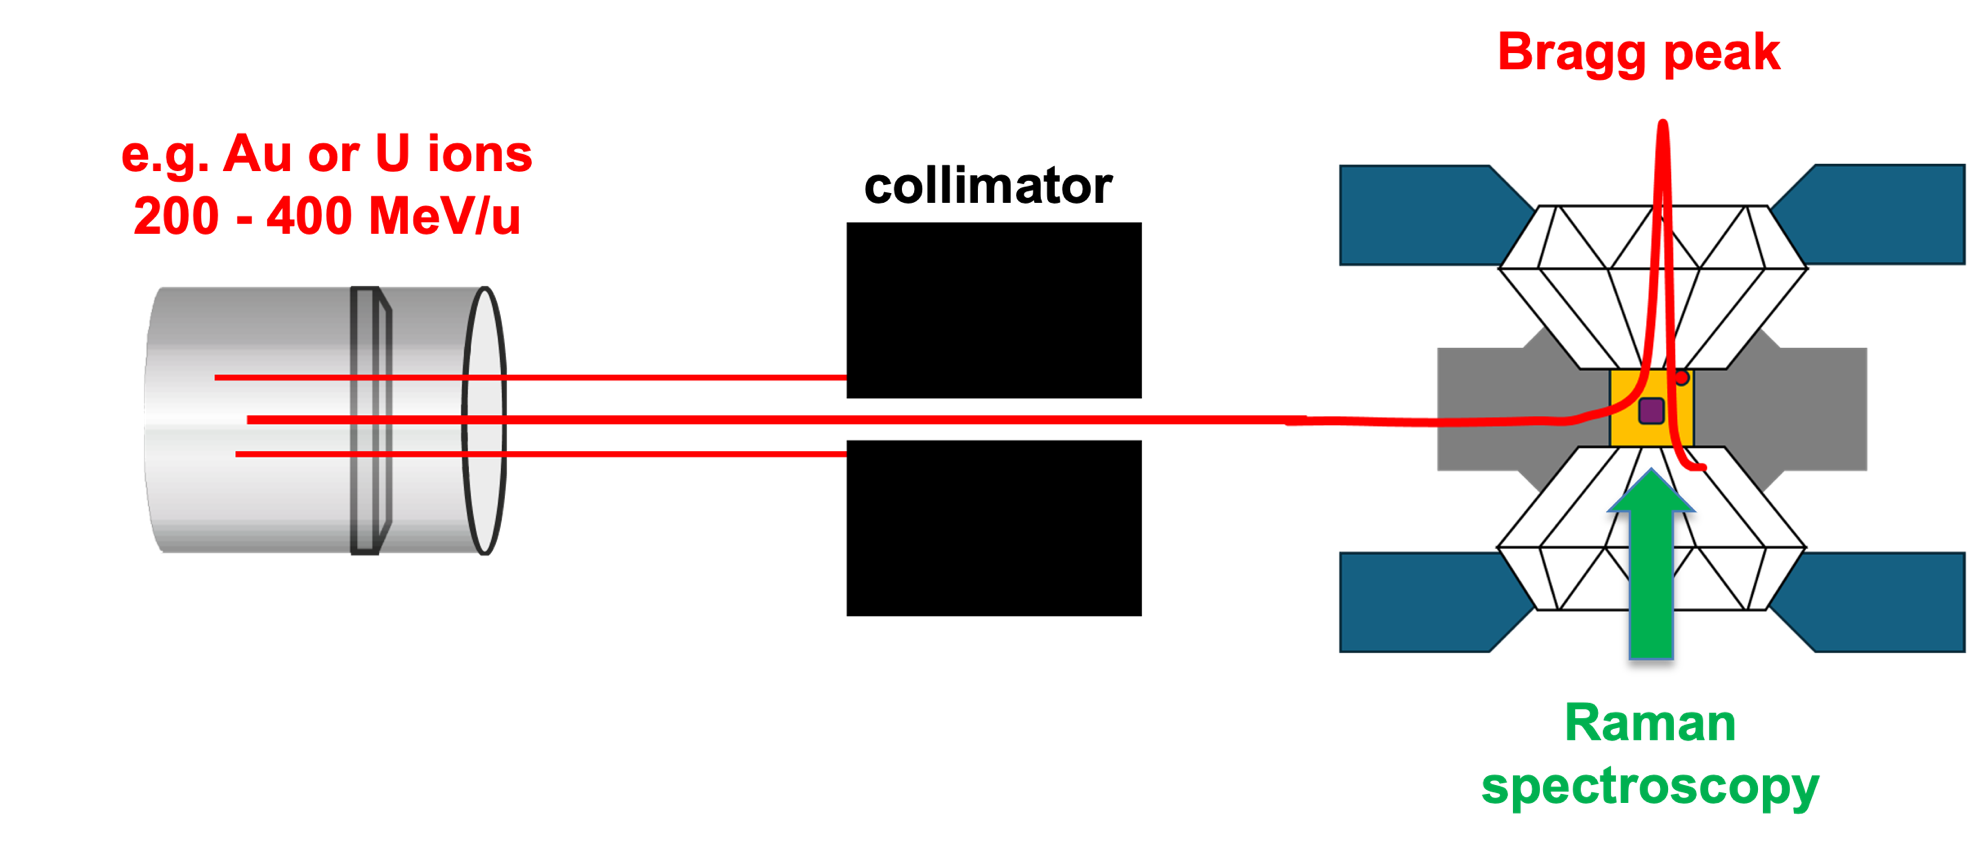 e.g. Au or U ions
200 - 400 MeV/u
collimator
Bragg peak
Raman
spectroscopy